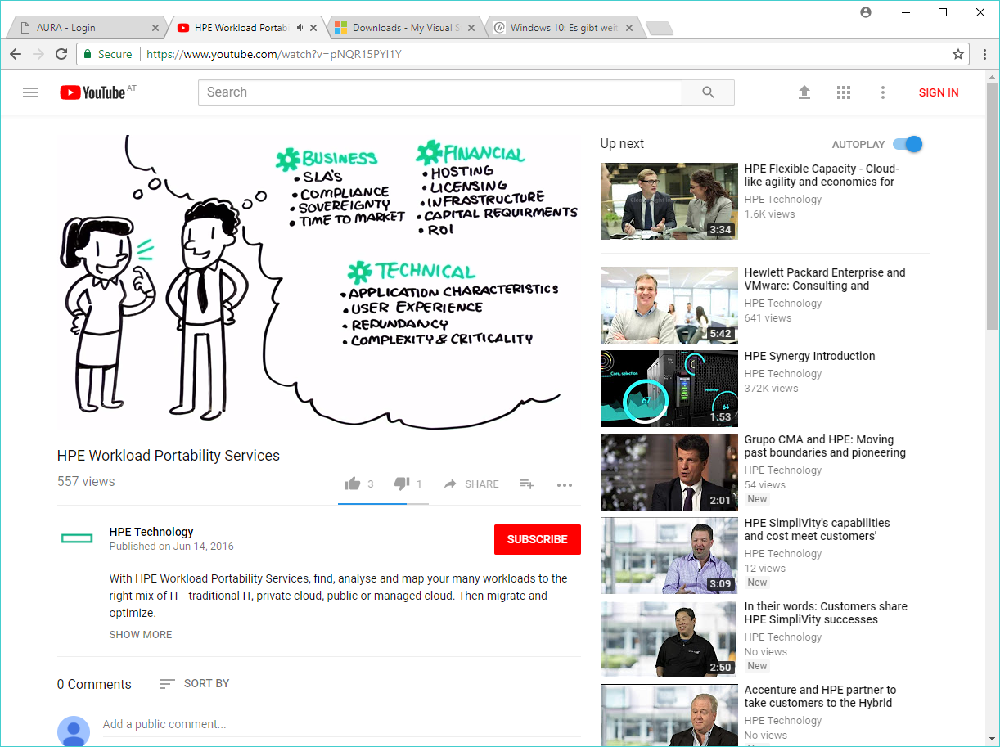 AURA - Login
HPE Workload Portab
Downloads - My Visual S
Windows 10: Es gibt weit
Secure
https://www.youtube.com/watch?v=pNQR15PYI1Y
YouTube AT
Search
SIGN IN
BUSINESS
• SLA'S
• COMPLIANCE
• SOVEREIGNTY
• TIME TO MARKET
FINANCIAL
• HOSTING
• LICENSING
• INFRASTRUCTURE
• CAPITAL REQUIRMENTS
• ROI
TECHNICAL
• APPLICATION CHARACTERISTICS
• USER EXPERIENCE
• REDUNDANCY
• COMPLEXITY & CRITICALITY
HPE Workload Portability Services
557 views
3
1
SHARE
HPE Technology
Published on Jun 14, 2016
SUBSCRIBE
With HPE Workload Portability Services, find, analyse and map your many workloads to the
right mix of IT - traditional IT, private cloud, public or managed cloud. Then migrate and
optimize.
SHOW MORE
0 Comments
SORT BY
Add a public comment...
Up next
AUTOPLAY
3:34
HPE Flexible Capacity - Cloud-
like agility and economics for
HPE Technology
1.6K views
5:42
Hewlett Packard Enterprise and
VMware: Consulting and
HPE Technology
641 views
Core, selection
67
64
1:53
HPE Synergy Introduction
HPE Technology
372K views
2:01
Grupo CMA and HPE: Moving
past boundaries and pioneering
HPE Technology
54 views
New
3:09
HPE SimpliVity's capabilities
and cost meet customers'
HPE Technology
12 views
New
2:50
In their words: Customers share
HPE SimpliVity successes
HPE Technology
No views
New
Accenture and HPE partner to
take customers to the Hybrid
HPE Technology
No views